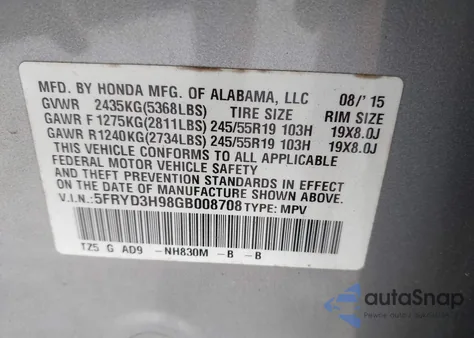 MFD. BY HONDA MFG. OF ALABAMA, LLC 08/'15
GVWR 2435KG(5368LBS) TIRE SIZE RIM SIZE
GAWR F 1275KG(2811LBS) 245/55R19 103H 19X8.0J
GAWR R1240KG(2734LBS) 245/55R19 103H 19X8.0J
THIS VEHICLE CONFORMS TO ALL APPLICABLE
FEDERAL MOTOR VEHICLE SAFETY
AND THEFT PREVENTION STANDARDS IN EFFECT ON
THE DATE OF MANUFACTURE SHOWN ABOVE.
V.I.N.:5FRYD3H98GB008708 TYPE: MPV
TZ5 G AD9 -NH830M -B -B
autoSnap